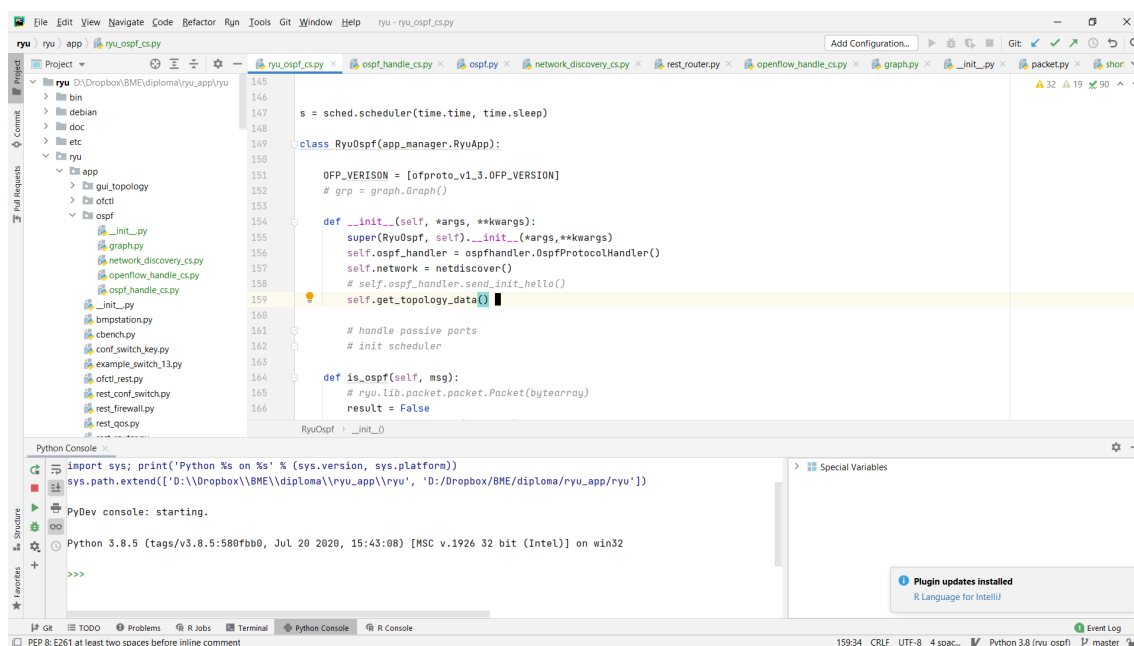 File Edit View Navigate Code Refactor Run Tools Git Window Help ryu - ryu_ospf_cs.py
ryu ryu app ryu_ospf_cs.py Add Configuration... Git:
Project
ryu_ospf_cs.py ospf_handle_cs.py ospf.py network_discovery_cs.py rest_router.py openflow_handle_cs.py graph.py __init__.py packet.py short
Project
Commit
Pull Requests
ryu D:\Dropbox\BME\diploma\ryu_app\ryu
bin
debian
doc
etc
ryu
app
gui_topology
ofctl
ospf
__init__.py
graph.py
network_discovery_cs.py
openflow_handle_cs.py
ospf_handle_cs.py
__init__.py
bmpstation.py
cbench.py
conf_switch_key.py
example_switch_13.py
ofctl_rest.py
rest_conf_switch.py
rest_firewall.py
rest_qos.py
32 19 90
145
146
147 s = sched.scheduler(time.time, time.sleep)
148
149 class RyuOspf(app_manager.RyuApp):
150
151 OFP_VERISON = [ofproto_v1_3.OFP_VERSION]
152 # grp = graph.Graph()
153
154 def __init__(self, *args, **kwargs):
155 super(RyuOspf, self).__init__(*args,**kwargs)
156 self.ospf_handler = ospfhandler.OspfProtocolHandler()
157 self.network = netdiscover()
158 # self.ospf_handler.send_init_hello()
159 self.get_topology_data()
160
161 # handle passive ports
162 # init scheduler
163
164 def is_ospf(self, msg):
165 # ryu.lib.packet.packet.Packet(bytearray)
166 result = False
RyuOspf __init__()
Python Console
import sys; print('Python %s on %s' % (sys.version, sys.platform))
sys.path.extend(['D:\\Dropbox\\BME\\diploma\\ryu_app\\ryu', 'D:/Dropbox/BME/diploma/ryu_app/ryu'])
PyDev console: starting.
Python 3.8.5 (tags/v3.8.5:580fbb0, Jul 20 2020, 15:43:08) [MSC v.1926 32 bit (Intel)] on win32
>>>
Special Variables
Structure
Favorites
Plugin updates installed
R Language for IntelliJ
Git TODO Problems R Jobs Terminal Python Console R Console Event Log
PEP 8: E261 at least two spaces before inline comment 159:34 CRLF UTF-8 4 spac... Python 3.8 (ryu_ospf) master